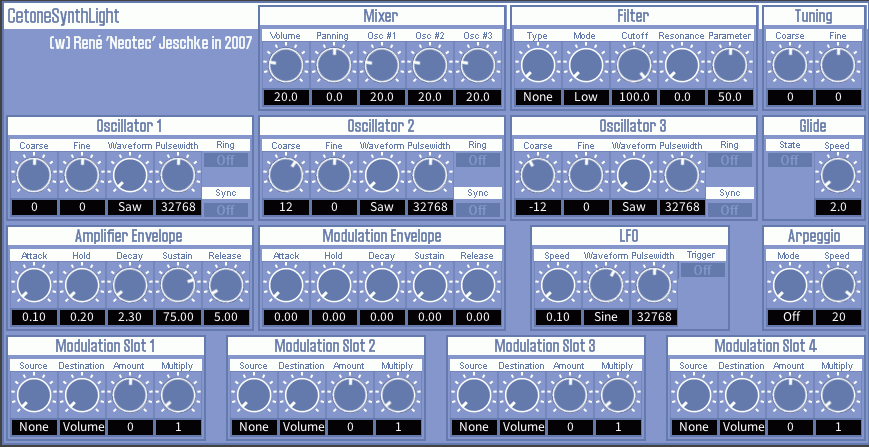 CetoneSynthLight
(w) René 'Neotec' Jeschke in 2007
Mixer
Volume Panning Osc #1 Osc #2 Osc #3
20.0 0.0 20.0 20.0 20.0
Filter
Type Mode Cutoff Resonance Parameter
None Low 100.0 0.0 50.0
Tuning
Coarse Fine
0 0
Oscillator 1
Coarse Fine Waveform Pulsewidth Ring
Off
Sync
0 0 Saw 32768 Off
Oscillator 2
Coarse Fine Waveform Pulsewidth Ring
Off
Sync
12 0 Saw 32768 Off
Oscillator 3
Coarse Fine Waveform Pulsewidth Ring
Off
Sync
-12 0 Saw 32768 Off
Glide
State Speed
Off
2.0
Amplifier Envelope
Attack Hold Decay Sustain Release
0.10 0.20 2.30 75.00 5.00
Modulation Envelope
Attack Hold Decay Sustain Release
0.00 0.00 0.00 0.00 0.00
LFO
Speed Waveform Pulsewidth Trigger
Off
0.10 Sine 32768
Arpeggio
Mode Speed
Off 20
Modulation Slot 1
Source Destination Amount Multiply
None Volume 0 1
Modulation Slot 2
Source Destination Amount Multiply
None Volume 0 1
Modulation Slot 3
Source Destination Amount Multiply
None Volume 0 1
Modulation Slot 4
Source Destination Amount Multiply
None Volume 0 1